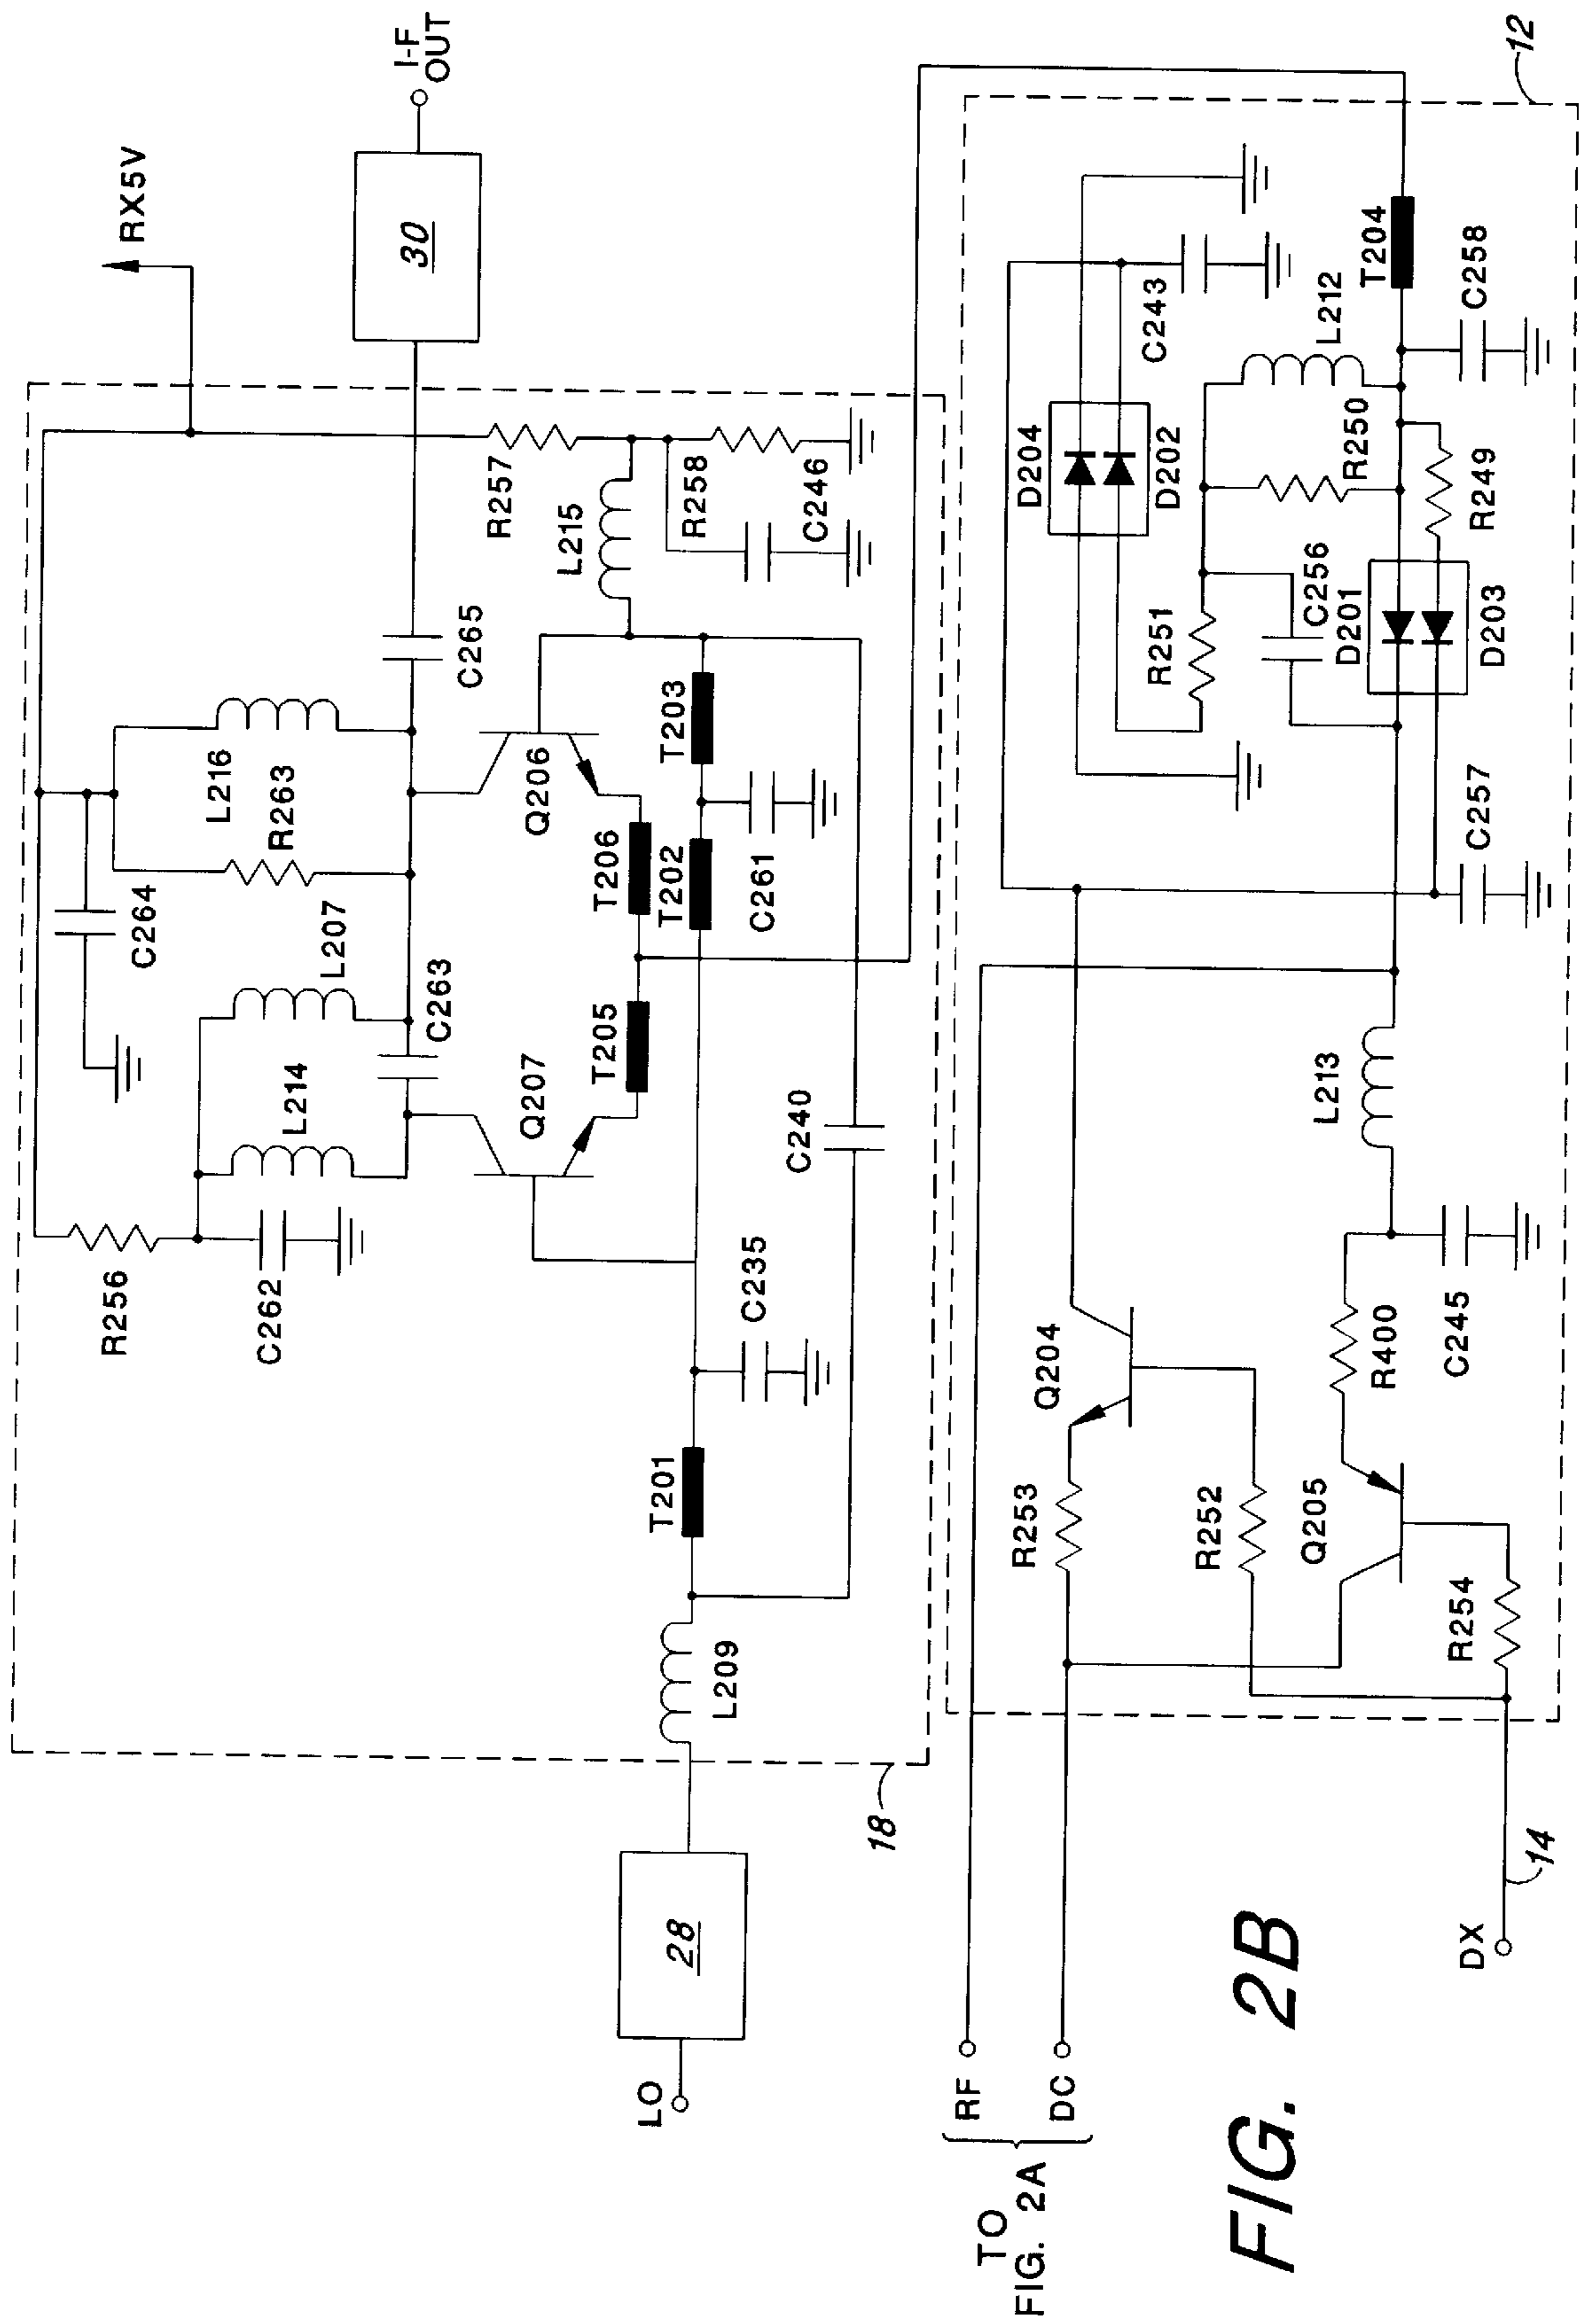 I-F
OUT
RX5V
30
R257
R258
C246
L215
C265
L216
R263
C264
L207
L214
C263
Q206
Q207
T203
T206
T202
C261
T205
C240
R256
C262
C235
T201
L209
18
28
LO
12
D204
D202
C243
T204
L212
C258
R250
R249
R251
C256
D201
D203
C257
L213
Q204
R400
C245
R253
R252
Q205
R254
14
DX
RF
DC
TO
FIG. 2A
FIG. 2B